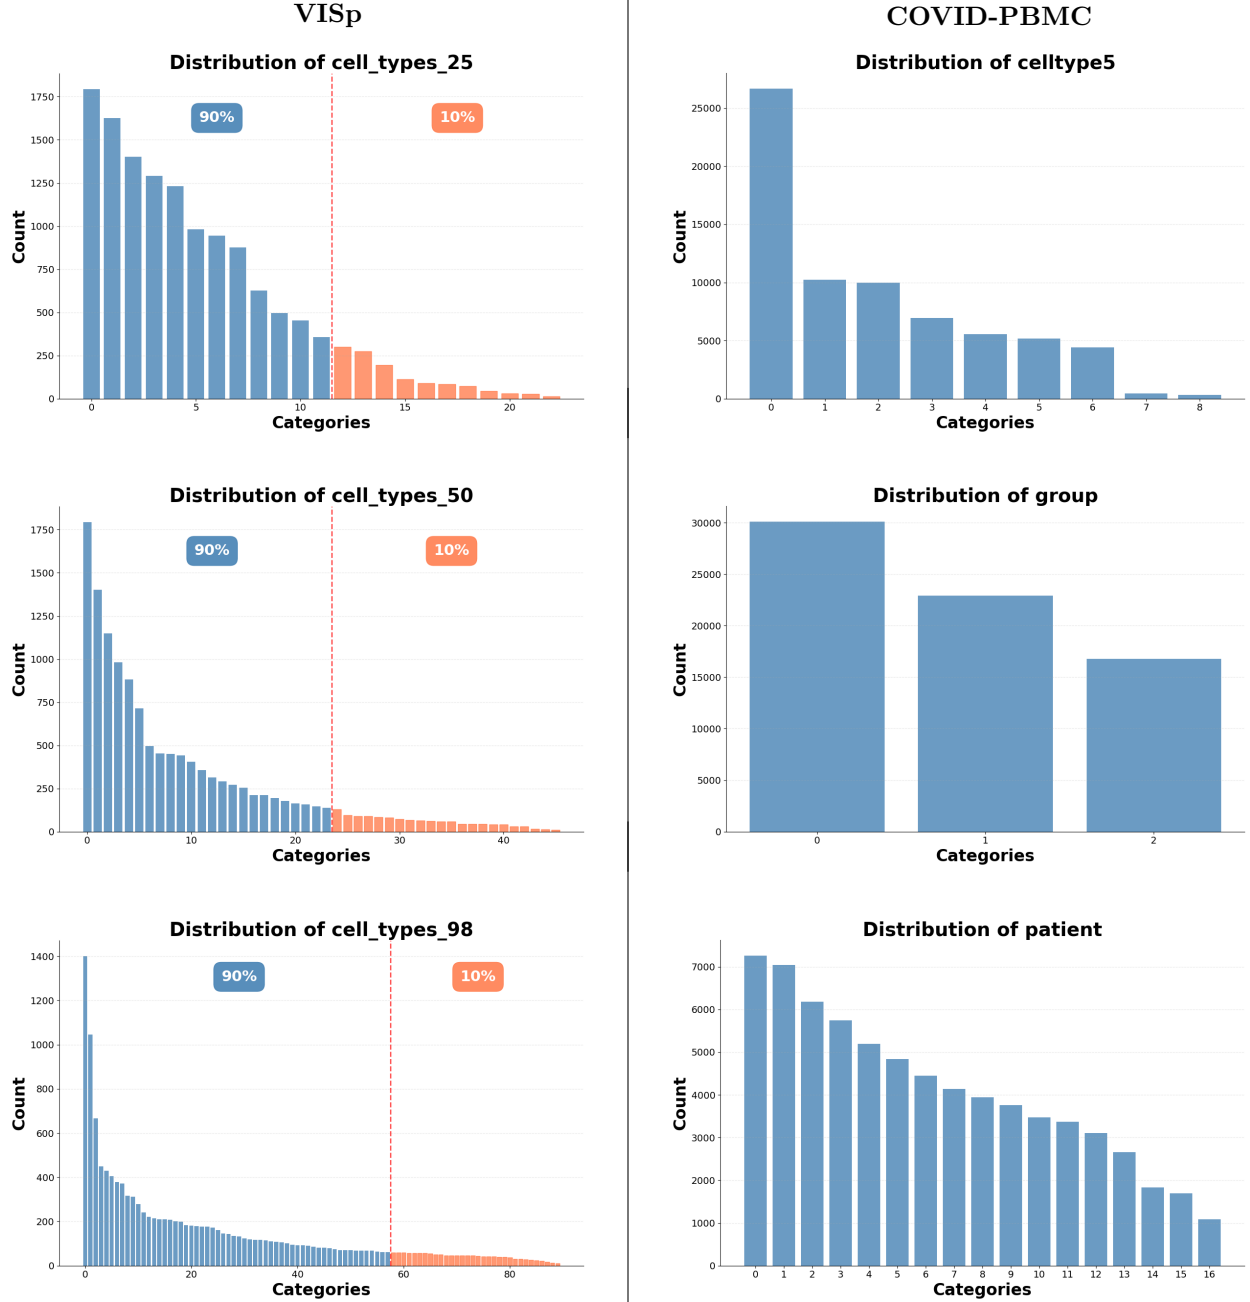 VISp
Distribution of cell_types_25
90%
10%
1750
1500
1250
1000
750
500
250
0
Count
0 5 10 15 20
Categories
Distribution of cell_types_50
90%
10%
1750
1500
1250
1000
750
500
250
0
Count
0 10 20 30 40
Categories
Distribution of cell_types_98
90%
10%
1400
1200
1000
800
600
400
200
0
Count
0 20 40 60 80
Categories
COVID-PBMC
Distribution of celltype5
25000
20000
15000
10000
5000
0
Count
0 1 2 3 4 5 6 7 8
Categories
Distribution of group
30000
25000
20000
15000
10000
5000
0
Count
0 1 2
Categories
Distribution of patient
7000
6000
5000
4000
3000
2000
1000
0
Count
0 1 2 3 4 5 6 7 8 9 10 11 12 13 14 15 16
Categories